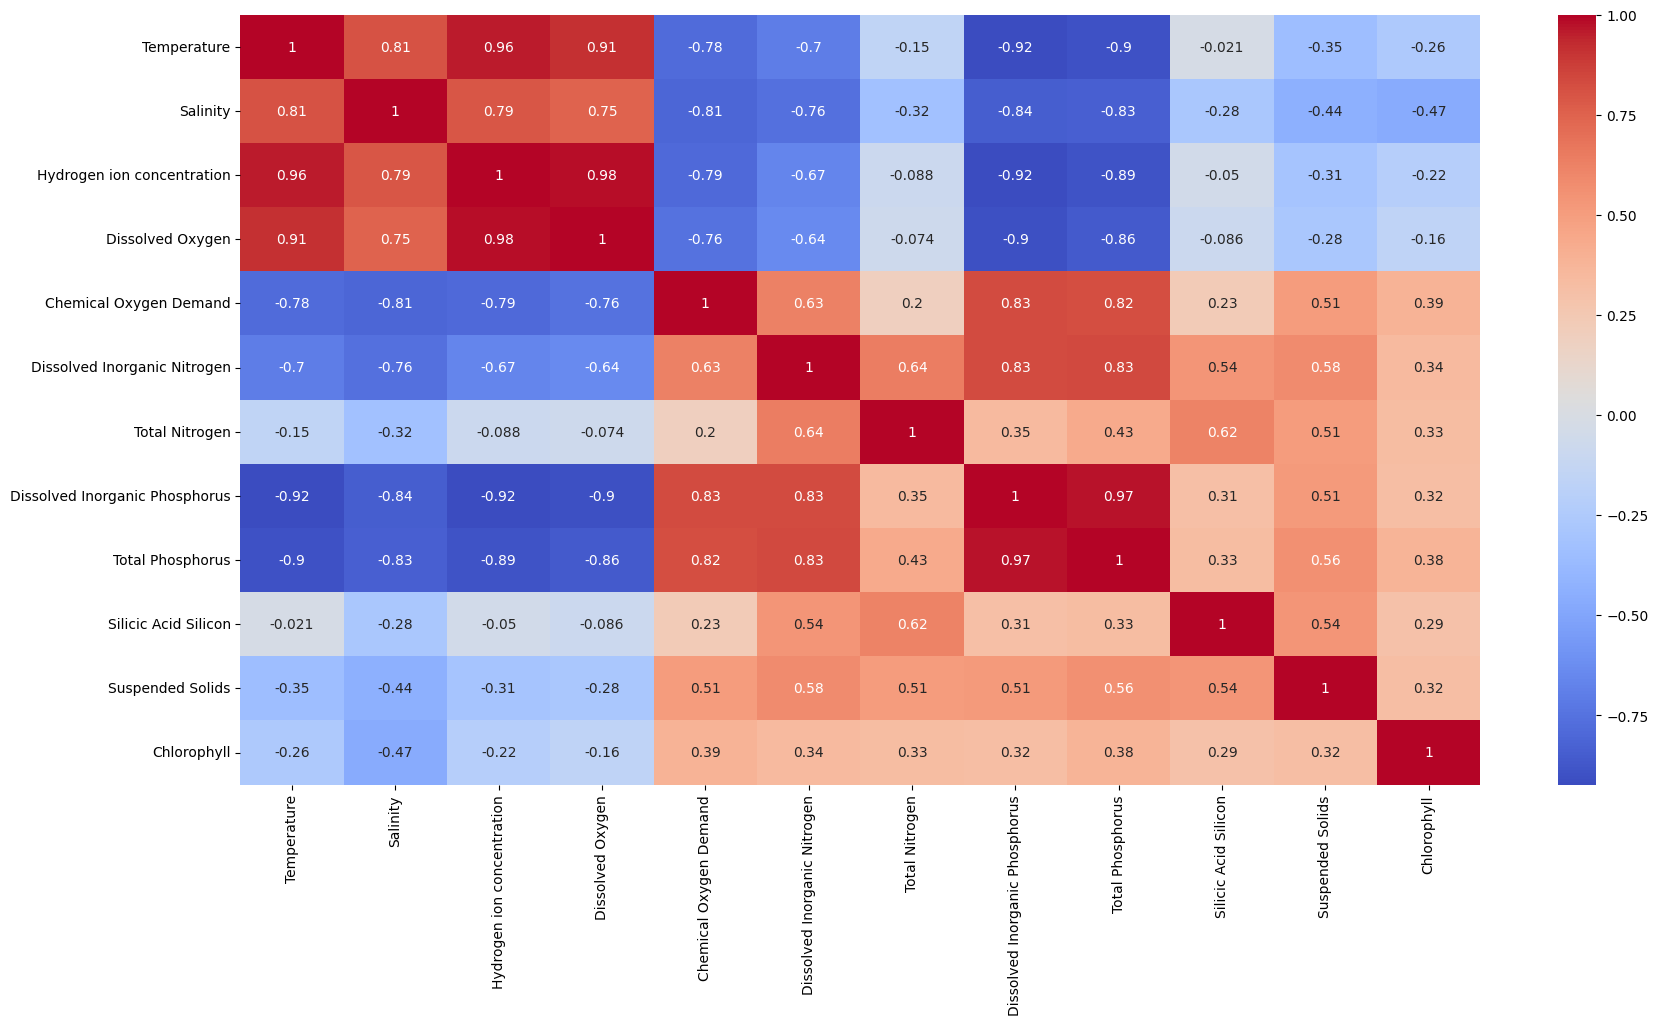 Temperature 1 0.81 0.96 0.91 -0.78 -0.7 -0.15 -0.92 -0.9 -0.021 -0.35 -0.26
Salinity 0.81 1 0.79 0.75 -0.81 -0.76 -0.32 -0.84 -0.83 -0.28 -0.44 -0.47
Hydrogen ion concentration 0.96 0.79 1 0.98 -0.79 -0.67 -0.088 -0.92 -0.89 -0.05 -0.31 -0.22
Dissolved Oxygen 0.91 0.75 0.98 1 -0.76 -0.64 -0.074 -0.9 -0.86 -0.086 -0.28 -0.16
Chemical Oxygen Demand -0.78 -0.81 -0.79 -0.76 1 0.63 0.2 0.83 0.82 0.23 0.51 0.39
Dissolved Inorganic Nitrogen -0.7 -0.76 -0.67 -0.64 0.63 1 0.64 0.83 0.83 0.54 0.58 0.34
Total Nitrogen -0.15 -0.32 -0.088 -0.074 0.2 0.64 1 0.35 0.43 0.62 0.51 0.33
Dissolved Inorganic Phosphorus -0.92 -0.84 -0.92 -0.9 0.83 0.83 0.35 1 0.97 0.31 0.51 0.32
Total Phosphorus -0.9 -0.83 -0.89 -0.86 0.82 0.83 0.43 0.97 1 0.33 0.56 0.38
Silicic Acid Silicon -0.021 -0.28 -0.05 -0.086 0.23 0.54 0.62 0.31 0.33 1 0.54 0.29
Suspended Solids -0.35 -0.44 -0.31 -0.28 0.51 0.58 0.51 0.51 0.56 0.54 1 0.32
Chlorophyll -0.26 -0.47 -0.22 -0.16 0.39 0.34 0.33 0.32 0.38 0.29 0.32 1
Temperature
Salinity
Hydrogen ion concentration
Dissolved Oxygen
Chemical Oxygen Demand
Dissolved Inorganic Nitrogen
Total Nitrogen
Dissolved Inorganic Phosphorus
Total Phosphorus
Silicic Acid Silicon
Suspended Solids
Chlorophyll
1.00
0.75
0.50
0.25
0.00
−0.25
−0.50
−0.75